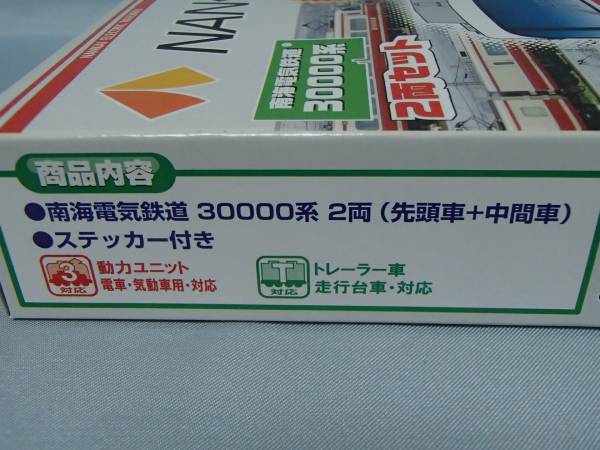 NAN
南海電気鉄道
30000系
2両セット
商品内容
●南海電気鉄道 30000系 2両(先頭車+中間車)
●ステッカー付き
3
対応
動力ユニット
電車・気動車用・対応
T
対応
トレーラー車
走行台車・対応